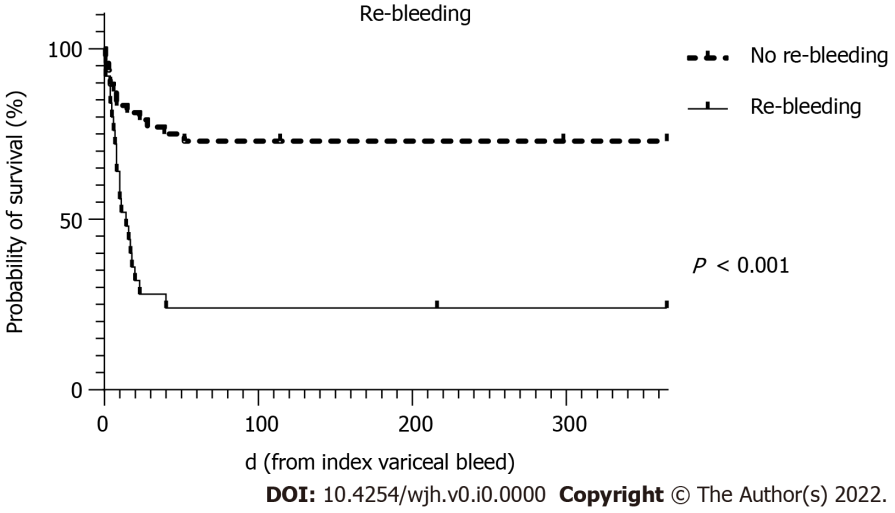 Re-bleeding
100
50
0
Probability of survival (%)
0 100 200 300
d (from index variceal bleed)
No re-bleeding
Re-bleeding
P < 0.001
DOI: 10.4254/wjh.v0.i0.0000 Copyright © The Author(s) 2022.